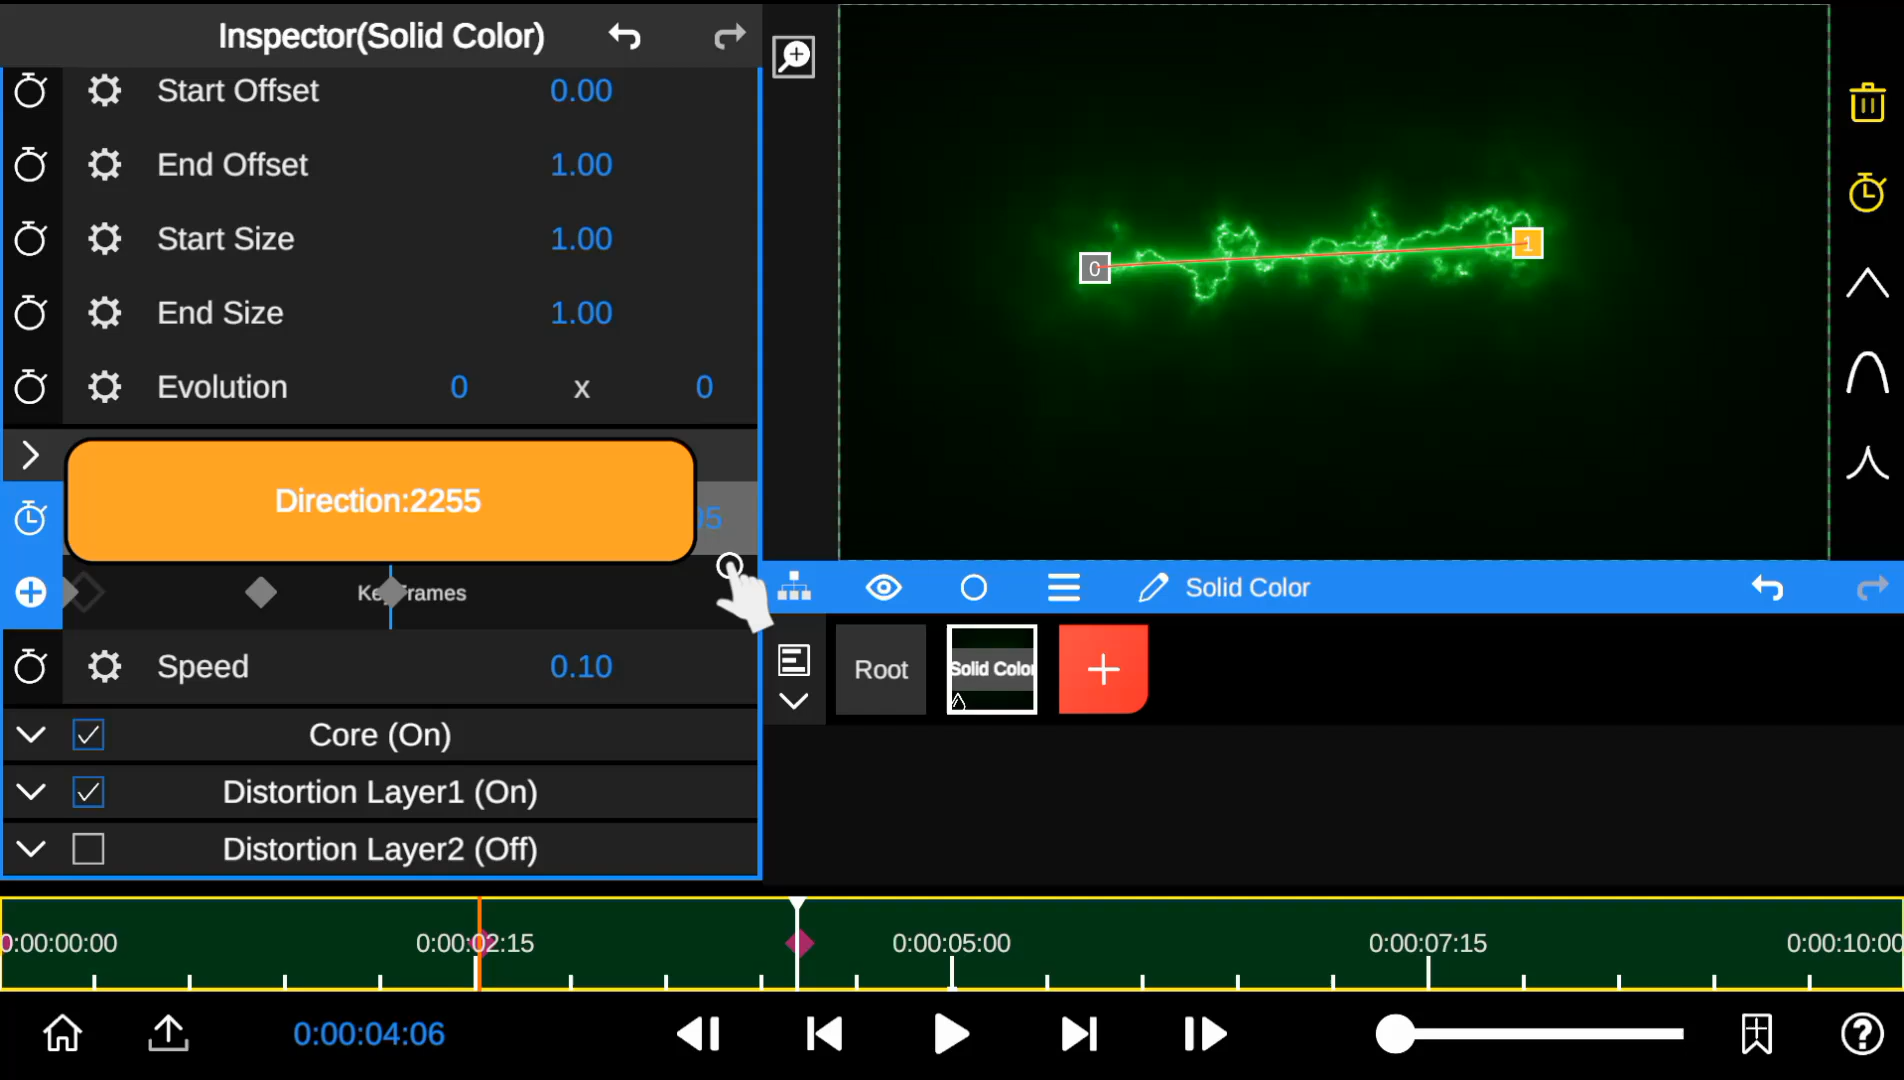 Inspector(Solid Color)
Start Offset 0.00
End Offset 1.00
Start Size 1.00
End Size 1.00
Evolution 0 x 0
Direction:2255
Speed 0.10
Core (On)
Distortion Layer1 (On)
Distortion Layer2 (Off)
0
1
Solid Color
Root
Solid Color
0:00:00:00 0:00:02:15 0:00:05:00 0:00:07:15 0:00:10:00
0:00:04:06